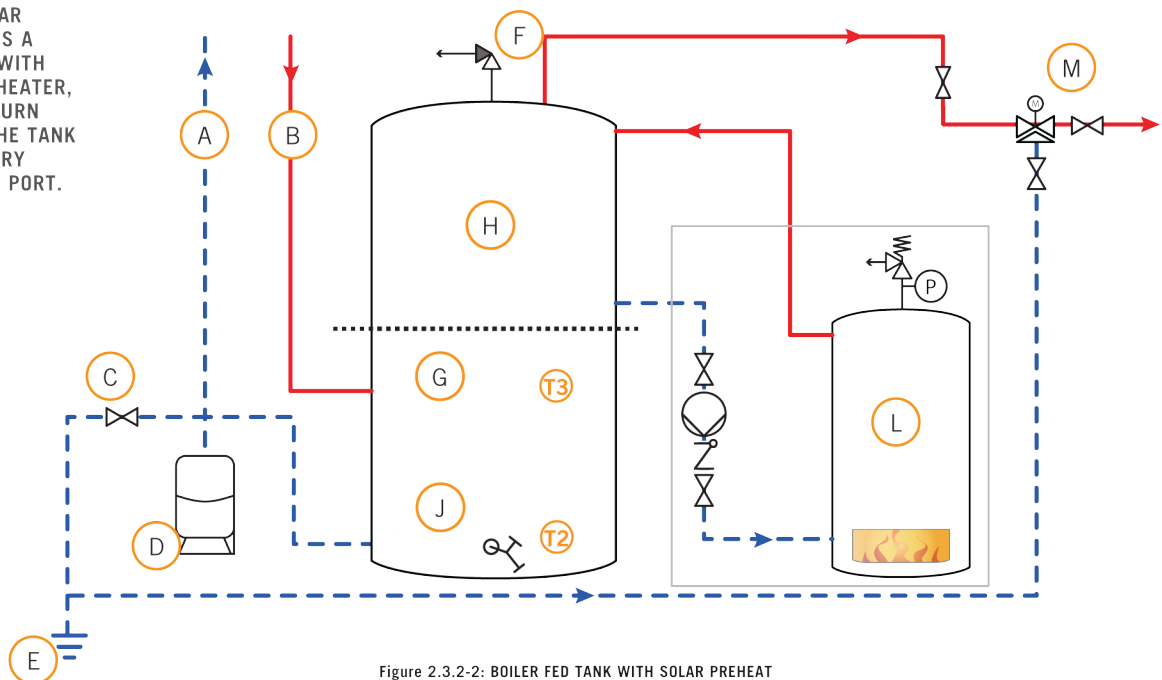 AR
S A
WITH
HEATER,
URN
HE TANK
RY
PORT.
F
M
M
A
B
H
P
C
G
T3
L
J
T2
D
E
Figure 2.3.2-2: BOILER FED TANK WITH SOLAR PREHEAT